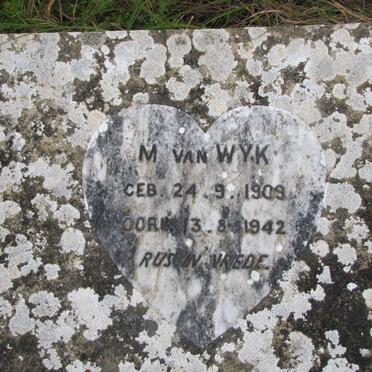 M VAN WYK
GEB. 24. 9. 1909
OORL. 13. 8. 1942
RUS IN VREDE.